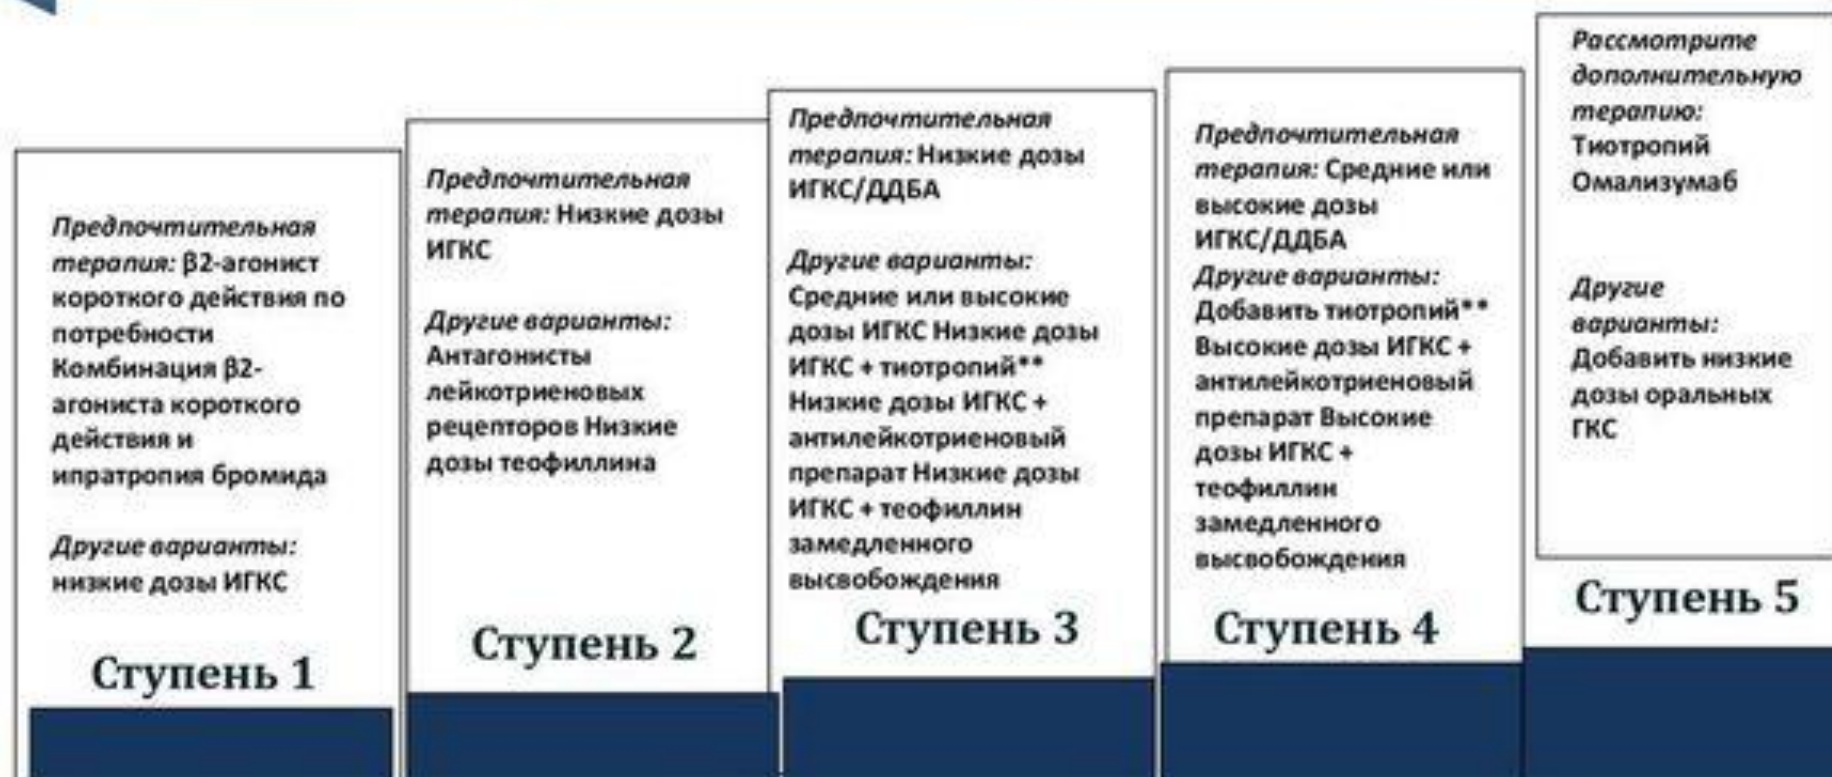 Предпочтительная
терапия: β2-агонист
короткого действия по
потребности
Комбинация β2-
агониста короткого
действия и
ипратропия бромида
Другие варианты:
низкие дозы ИГКС
Ступень 1
Предпочтительная
терапия: Низкие дозы
ИГКС
Другие варианты:
Антагонисты
лейкотриеновых
рецепторов Низкие
дозы теофиллина
Ступень 2
Предпочтительная
терапия: Низкие дозы
ИГКС/ДДБА
Другие варианты:
Средние или высокие
дозы ИГКС Низкие дозы
ИГКС + тиотропий**
Низкие дозы ИГКС +
антилейкотриеновый
препарат Низкие дозы
ИГКС + теофиллин
замедленного
высвобождения
Ступень 3
Предпочтительная
терапия: Средние или
высокие дозы
ИГКС/ДДБА
Другие варианты:
Добавить тиотропий**
Высокие дозы ИГКС +
антилейкотриеновый
препарат Высокие
дозы ИГКС +
теофиллин
замедленного
высвобождения
Ступень 4
Рассмотрите
дополнительную
терапию:
Тиотропий
Омализумаб
Другие
варианты:
Добавить низкие
дозы оральных
ГКС
Ступень 5